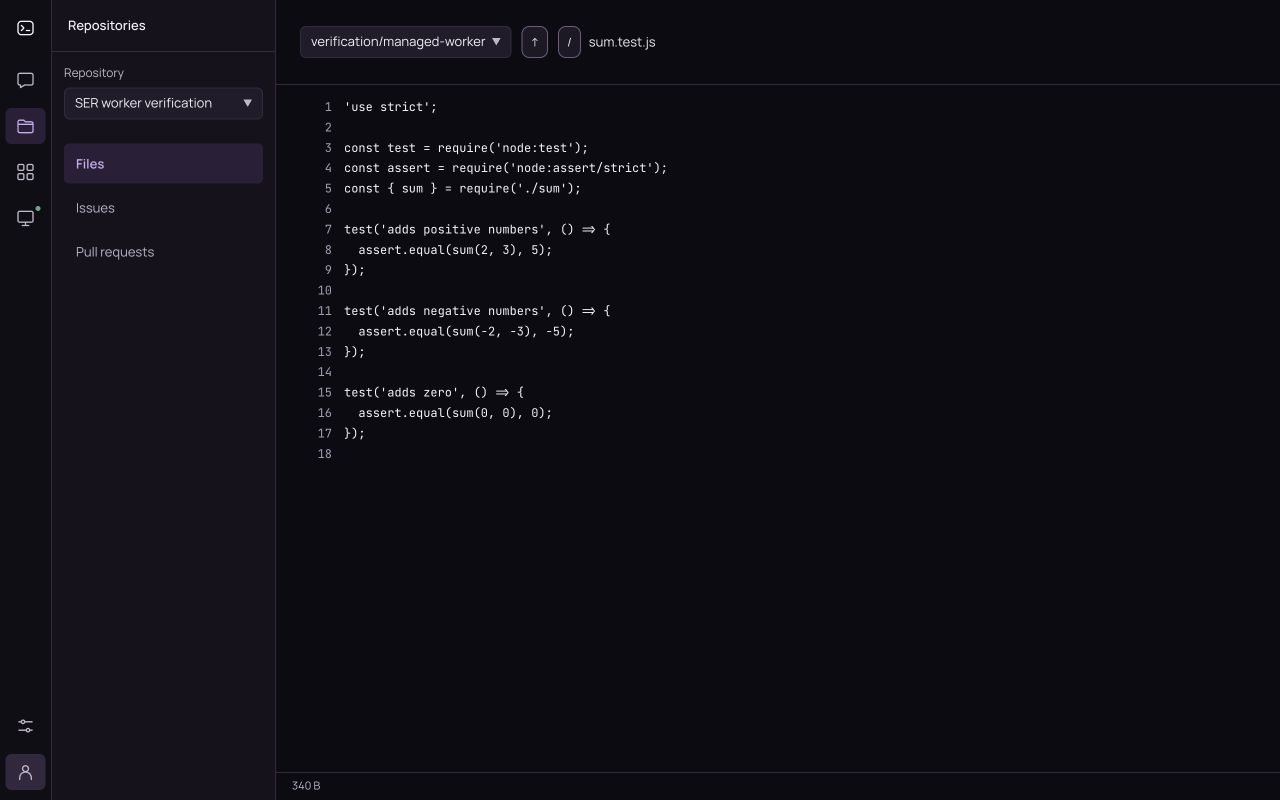 Repositories
Repository
SER worker verification ▼
Files
Issues
Pull requests
verification/managed-worker ▼ ↑ / sum.test.js
1 'use strict';
2
3 const test = require('node:test');
4 const assert = require('node:assert/strict');
5 const { sum } = require('./sum');
6
7 test('adds positive numbers', () => {
8   assert.equal(sum(2, 3), 5);
9 });
10
11 test('adds negative numbers', () => {
12   assert.equal(sum(-2, -3), -5);
13 });
14
15 test('adds zero', () => {
16   assert.equal(sum(0, 0), 0);
17 });
18
340 B